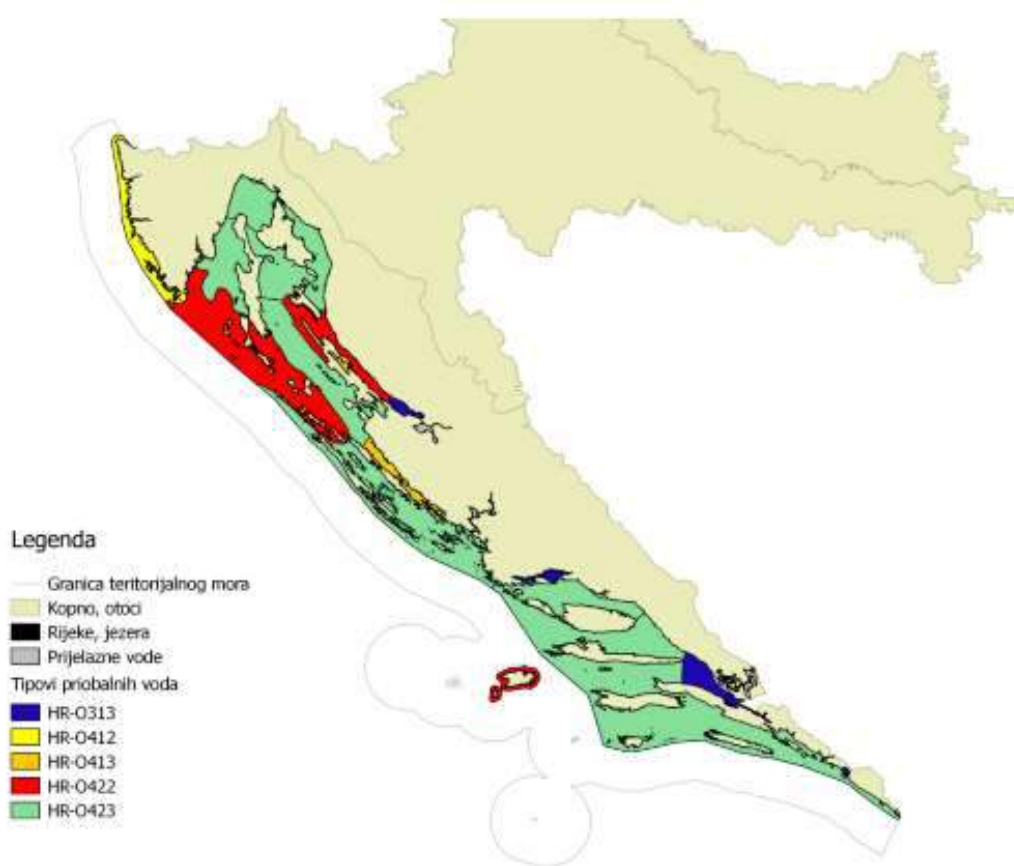 Legenda
Granica teritorijalnog mora
Kopno, otoci
Rijeke, jezera
Prijelazne vode
Tipovi priobalnih voda
HR-O313
HR-O412
HR-O413
HR-O422
HR-O423